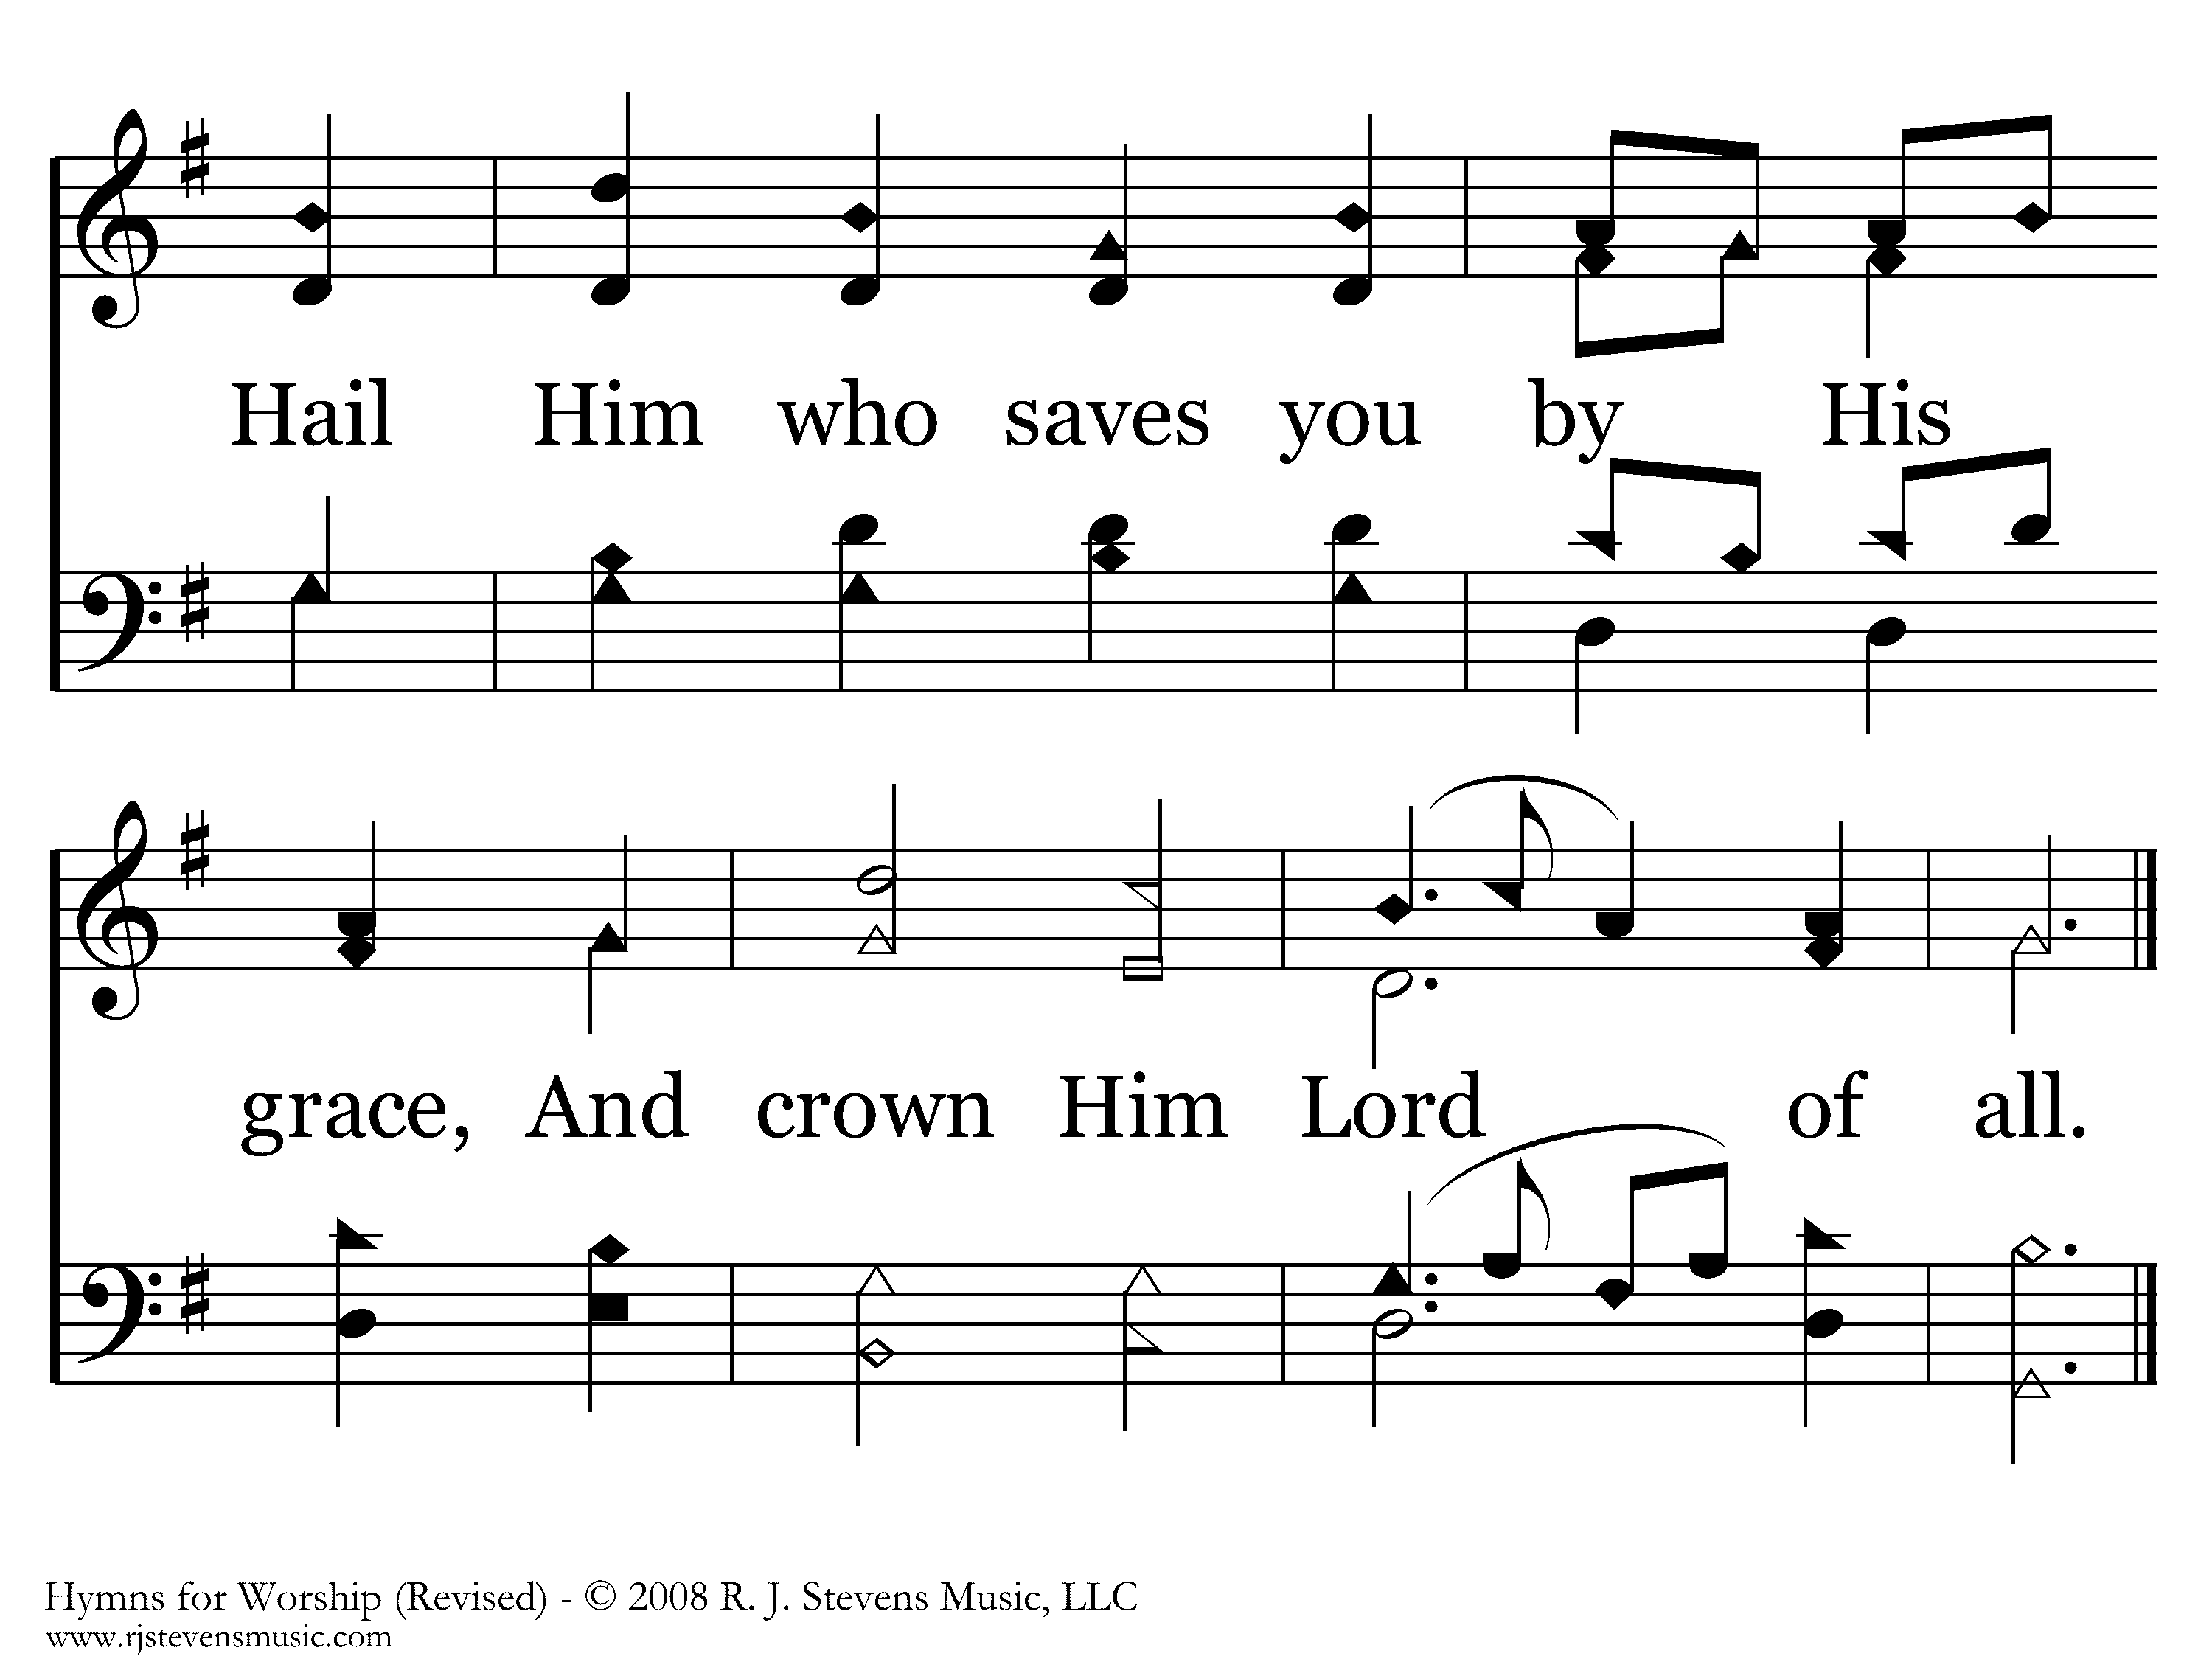 Hail Him who saves you by His
grace, And crown Him Lord of all.
Hymns for Worship (Revised) - © 2008 R. J. Stevens Music, LLC
www.rjstevensmusic.com